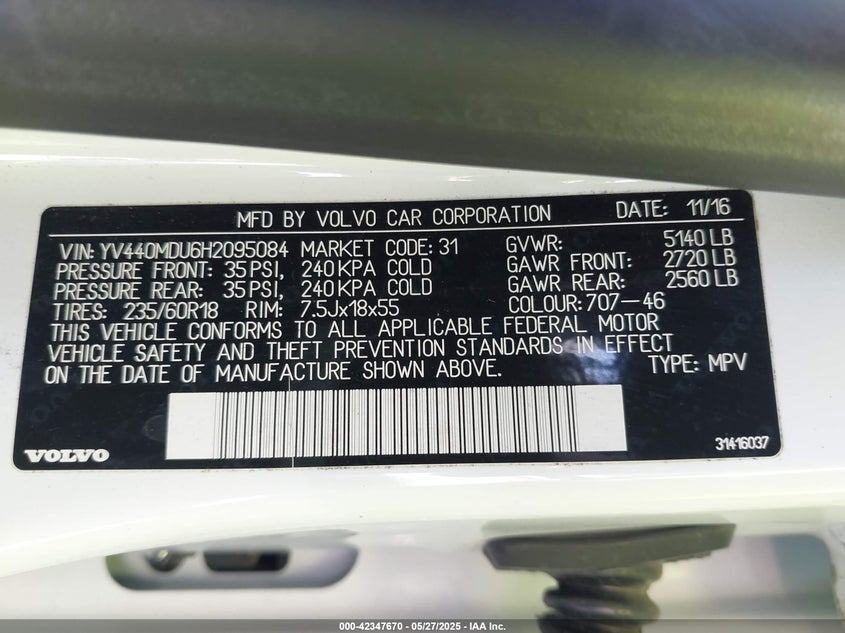 MFD BY VOLVO CAR CORPORATION DATE: 11/16
VIN: YV440MDU6H2095084 MARKET CODE: 31 GVWR: 5140 LB
PRESSURE FRONT: 35 PSI, 240 KPA COLD GAWR FRONT: 2720 LB
PRESSURE REAR: 35 PSI, 240 KPA COLD GAWR REAR: 2560 LB
TIRES: 235/60R18 RIM: 7.5Jx18x55 COLOUR: 707-46
THIS VEHICLE CONFORMS TO ALL APPLICABLE FEDERAL MOTOR
VEHICLE SAFETY AND THEFT PREVENTION STANDARDS IN EFFECT
ON THE DATE OF MANUFACTURE SHOWN ABOVE. TYPE: MPV
31416037
VOLVO
000-42347670 – 05/27/2025 – IAA Inc.